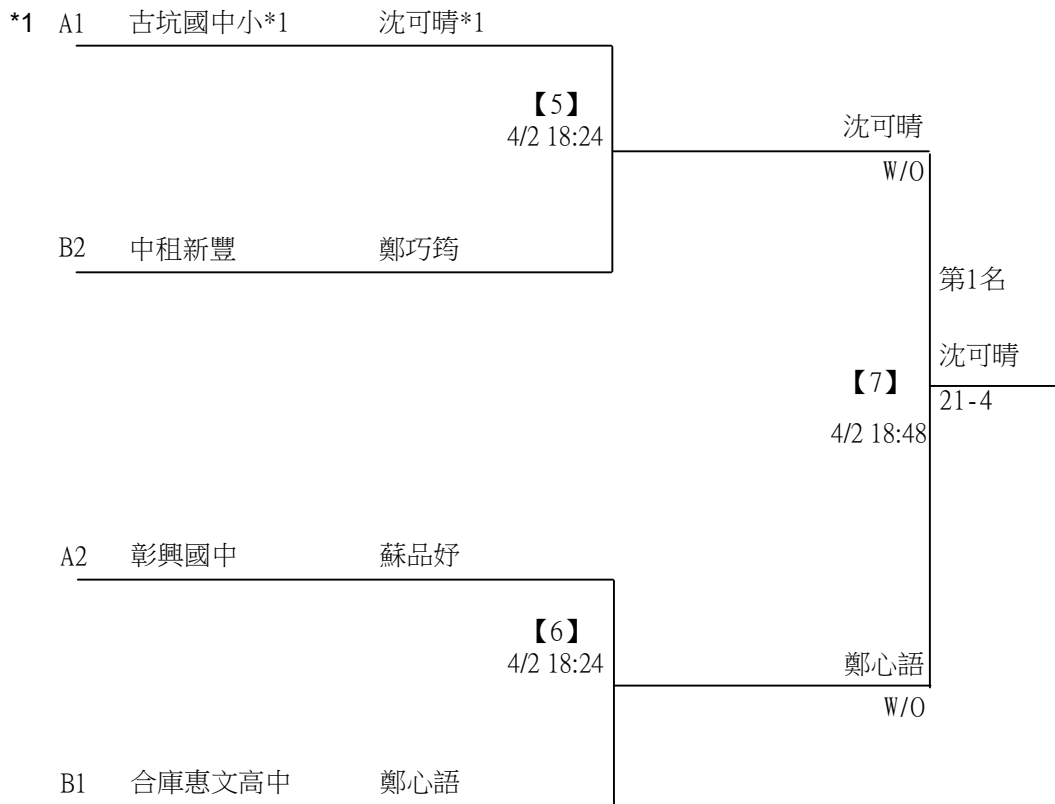 *1 A1 古坑國中小*1 沈可晴*1
【5】
4/2 18:24
沈可晴
W/O
B2 中租新豐 鄭巧筠
第1名
沈可晴
【7】
21-4
4/2 18:48
A2 彰興國中 蘇品妤
【6】
4/2 18:24
鄭心語
W/O
B1 合庫惠文高中 鄭心語